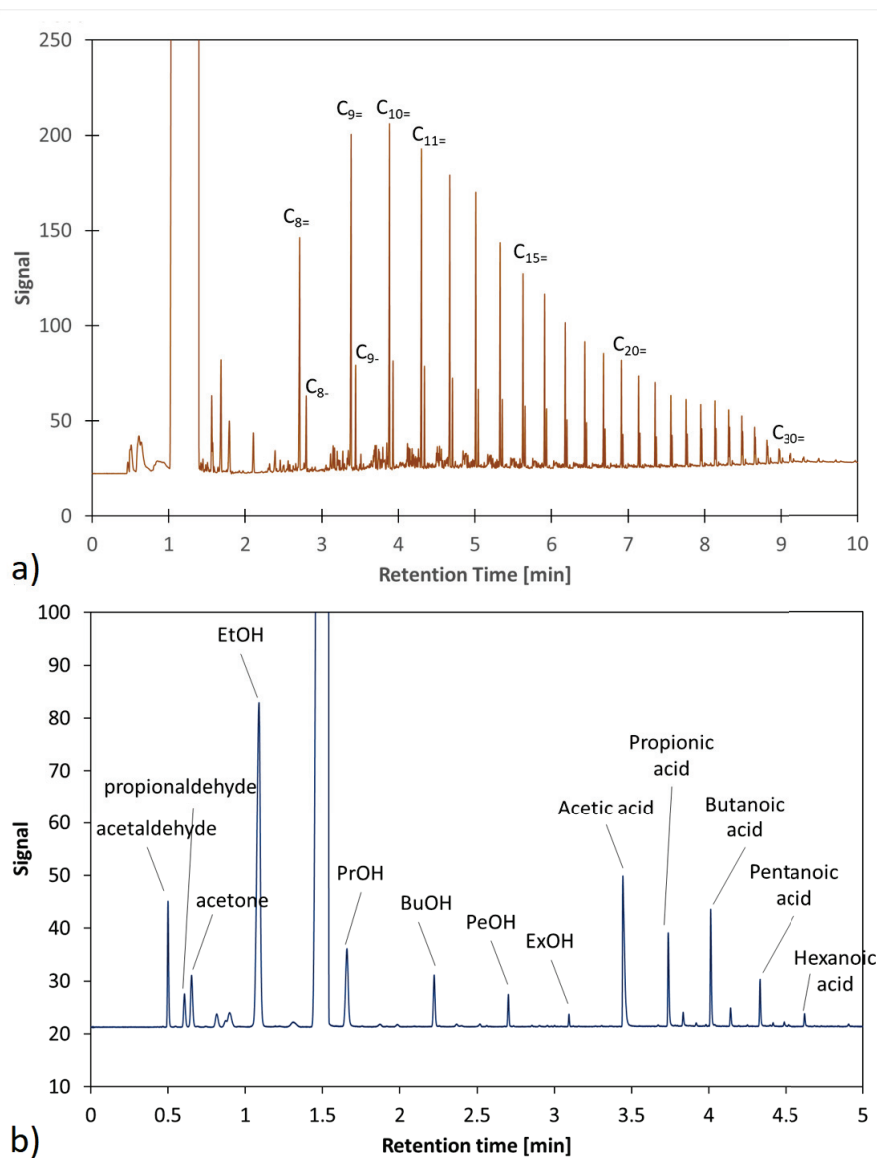 250
200
150
100
50
0
Signal
C8=
C8-
C9=
C9-
C10=
C11=
C15=
C20=
C30=
0 1 2 3 4 5 6 7 8 9 10
Retention Time [min]
a)
100
90
80
70
60
50
40
30
20
10
Signal
EtOH
propionaldehyde
acetaldehyde
acetone
PrOH
BuOH
PeOH
ExOH
Acetic acid
Propionic
acid
Butanoic
acid
Pentanoic
acid
Hexanoic
acid
0 0.5 1 1.5 2 2.5 3 3.5 4 4.5 5
Retention time [min]
b)